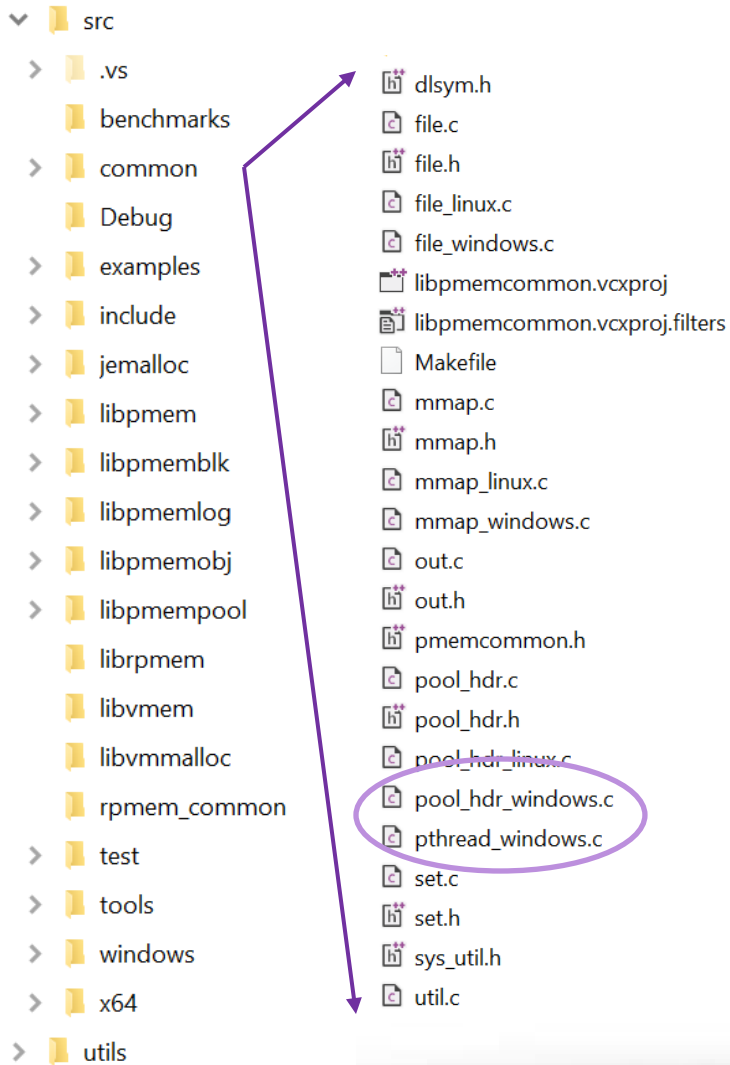 src
.vs
benchmarks
common
Debug
examples
include
jemalloc
libpmem
libpmemblk
libpmemlog
libpmemobj
libpmempool
librpmem
libvmem
libvmmalloc
rpmem_common
test
tools
windows
x64
utils
dlsym.h
file.c
file.h
file_linux.c
file_windows.c
libpmemcommon.vcxproj
libpmemcommon.vcxproj.filters
Makefile
mmap.c
mmap.h
mmap_linux.c
mmap_windows.c
out.c
out.h
pmemcommon.h
pool_hdr.c
pool_hdr.h
pool_hdr_linux.c
pool_hdr_windows.c
pthread_windows.c
set.c
set.h
sys_util.h
util.c